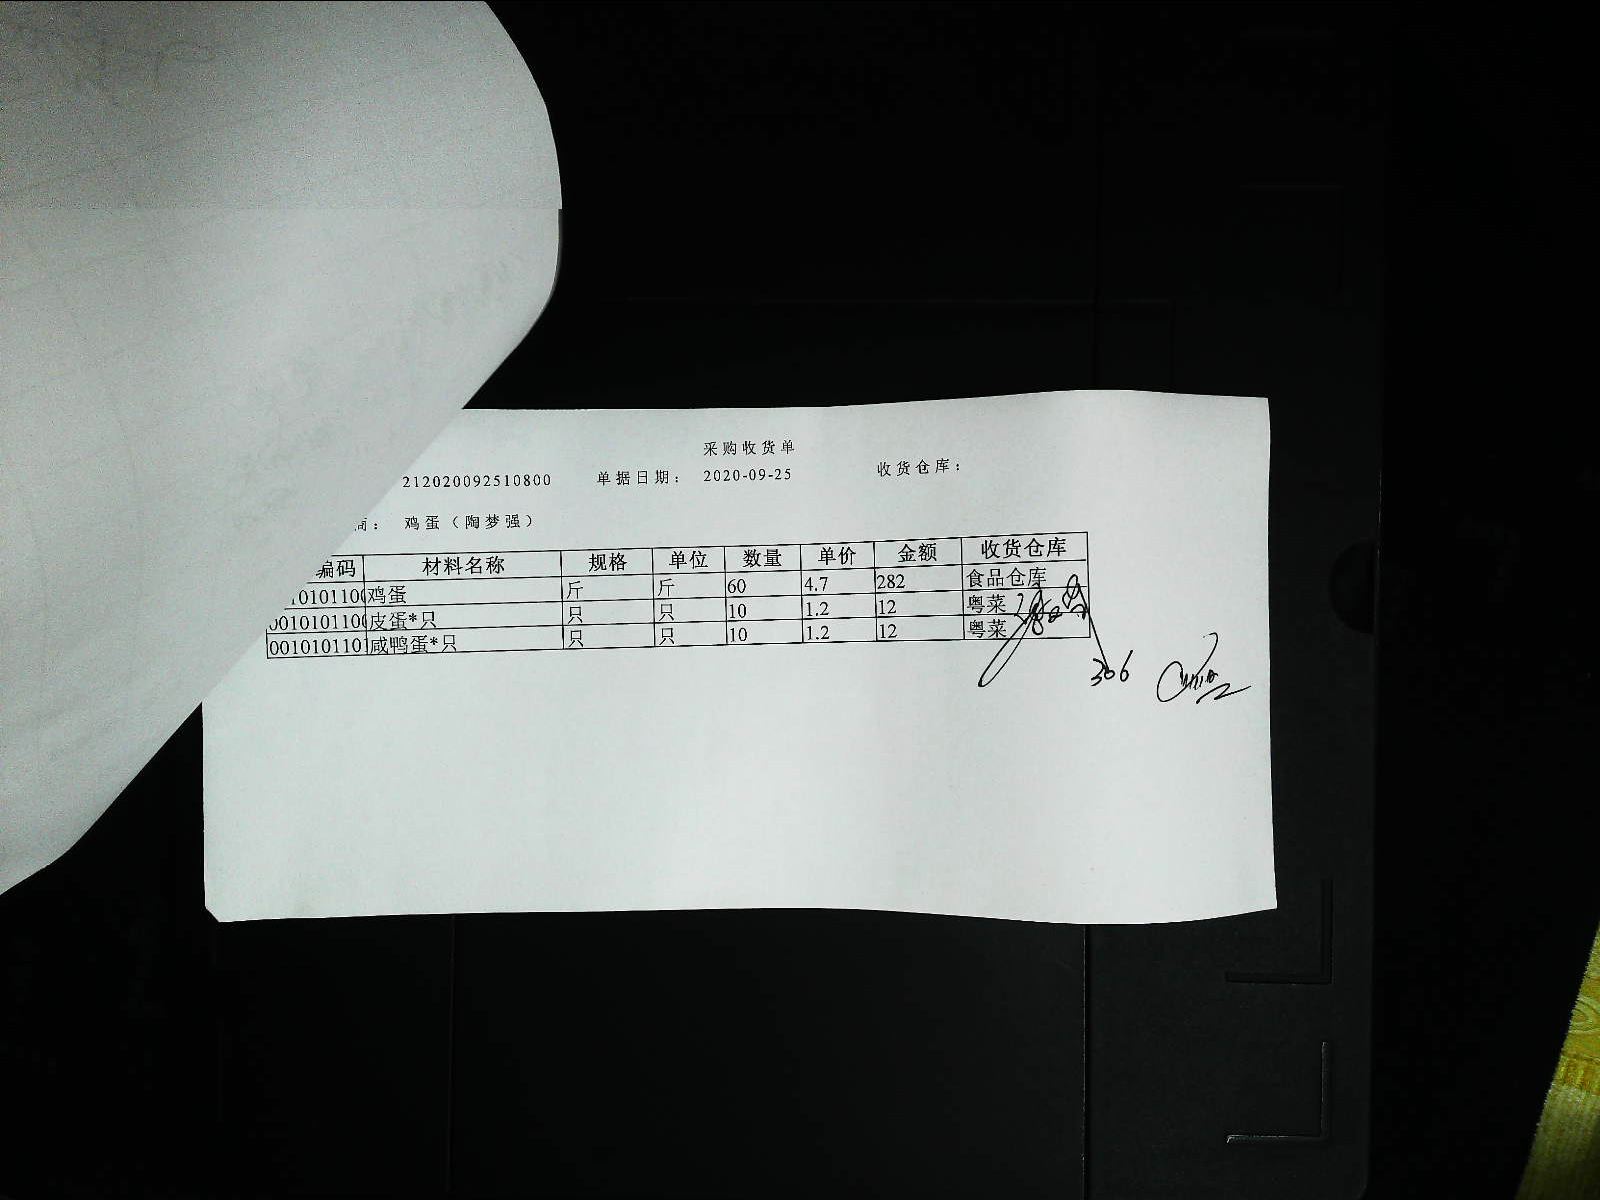 采购收货单
212020092510800 单据日期： 2020-09-25 收货仓库：
商： 鸡蛋（陶梦强）
编码 材料名称 规格 单位 数量 单价 金额 收货仓库
10101100 鸡蛋 斤 斤 60 4.7 282 食品仓库
0010101100 皮蛋*只 只 只 10 1.2 12 粤菜
0010101101 咸鸭蛋*只 只 只 10 1.2 12 粤菜
306